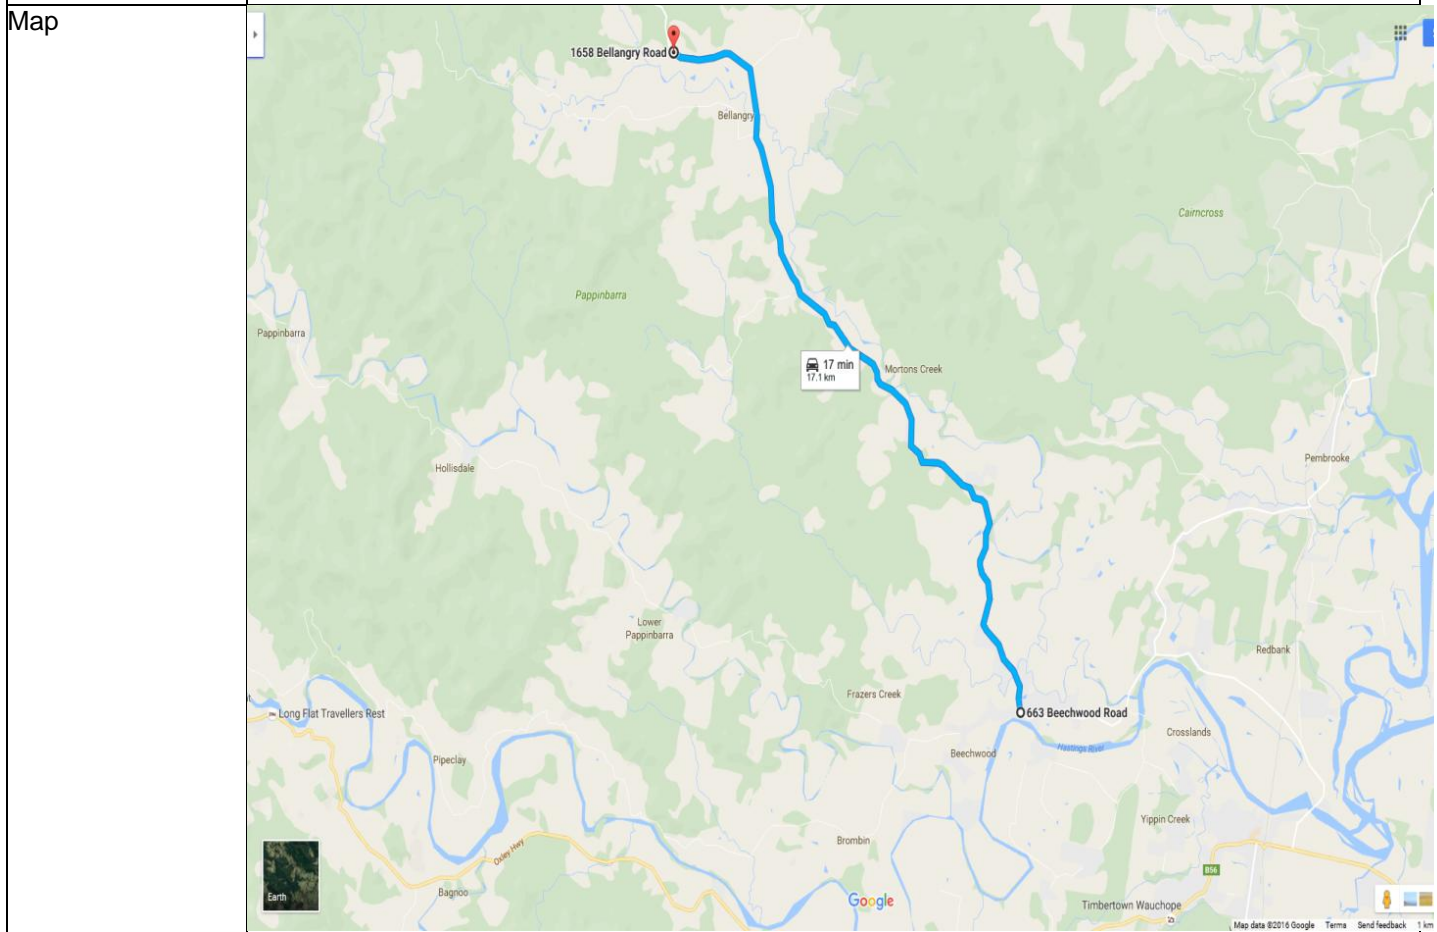 Map
1658 Bellangry Road
Bellangry
Cairncross
Pappinbarra
Pappinbarra
17 min
17.1 km
Mortons Creek
Pembrooke
Hollisdale
Lower
Pappinbarra
Redbank
Frazers Creek
663 Beechwood Road
Long Flat Travellers Rest
Crosslands
Hastings River
Beechwood
Pipeclay
Yippin Creek
Brombin
Oxley Hwy
B56
Bagnoo
Earth
Google
Timbertown Wauchope
Map data ©2016 Google Terms Send feedback 1 km